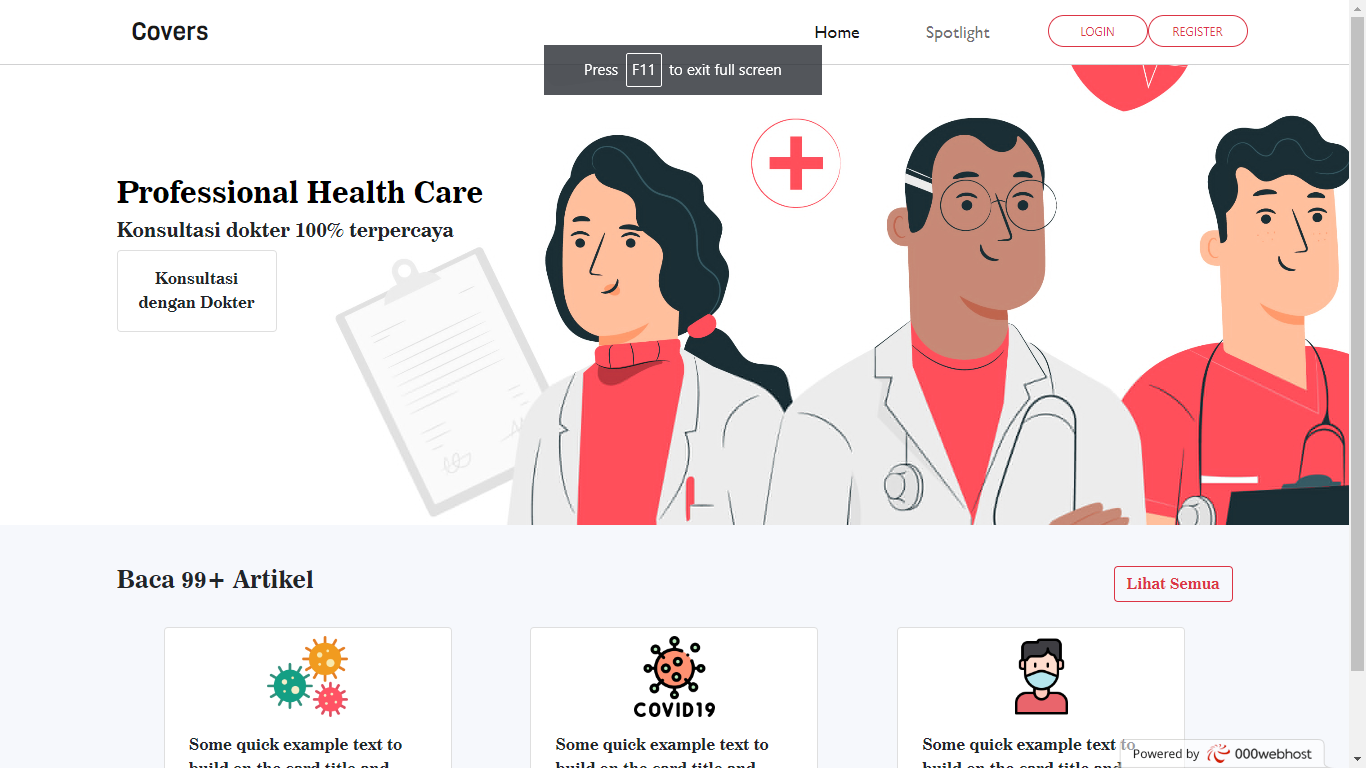 Covers
Home
Spotlight
LOGIN
REGISTER
Press F11 to exit full screen
Professional Health Care
Konsultasi dokter 100% terpercaya
Konsultasi
dengan Dokter
Baca 99+ Artikel
Lihat Semua
COVID19
Some quick example text to
build on the card title and
Some quick example text to
build on the card title and
Some quick example text to
build on the card title and
Powered by 000webhost